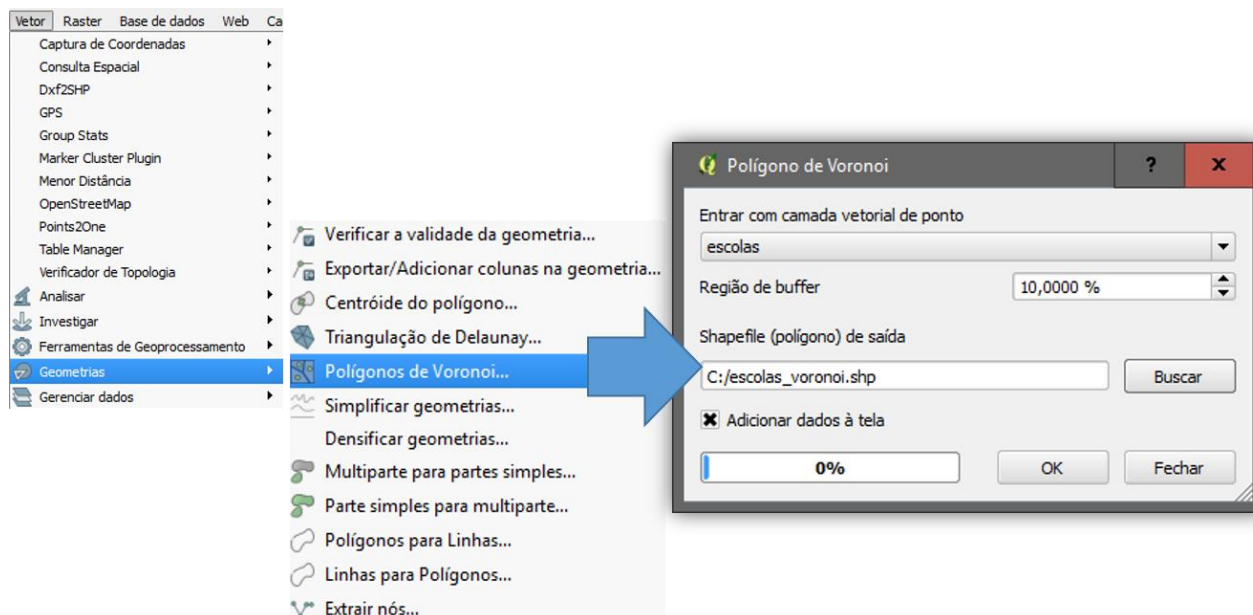 Vetor Raster Base de dados Web Ca
Captura de Coordenadas
Consulta Espacial
Dxf2SHP
GPS
Group Stats
Marker Cluster Plugin
Menor Distância
OpenStreetMap
Points2One
Table Manager
Verificador de Topologia
Analisar
Investigar
Ferramentas de Geoprocessamento
Geometrias
Gerenciar dados
Verificar a validade da geometria...
Exportar/Adicionar colunas na geometria...
Centróide do polígono...
Triangulação de Delaunay...
Polígonos de Voronoi...
Simplificar geometrias...
Densificar geometrias...
Multiparte para partes simples...
Parte simples para multiparte...
Polígonos para Linhas...
Linhas para Polígonos...
Extrair nós...
Polígono de Voronoi ? x
Entrar com camada vetorial de ponto
escolas
Região de buffer 10,0000 %
Shapefile (polígono) de saída
C:/escolas_voronoi.shp Buscar
Adicionar dados à tela
0% OK Fechar